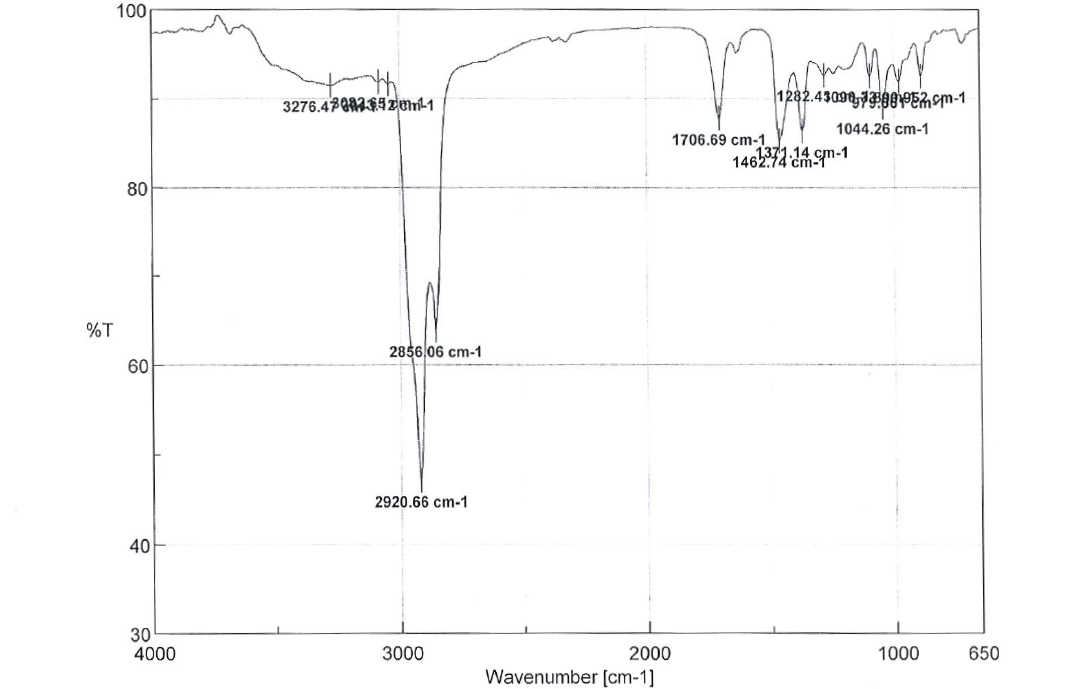 100
80
60
40
30
%T
3276.47
1706.69 cm-1
1371.14 cm-1
1462.74 cm-1
1282.43
1044.26 cm-1
2856.06 cm-1
2920.66 cm-1
4000
3000
2000
1000
650
Wavenumber [cm-1]